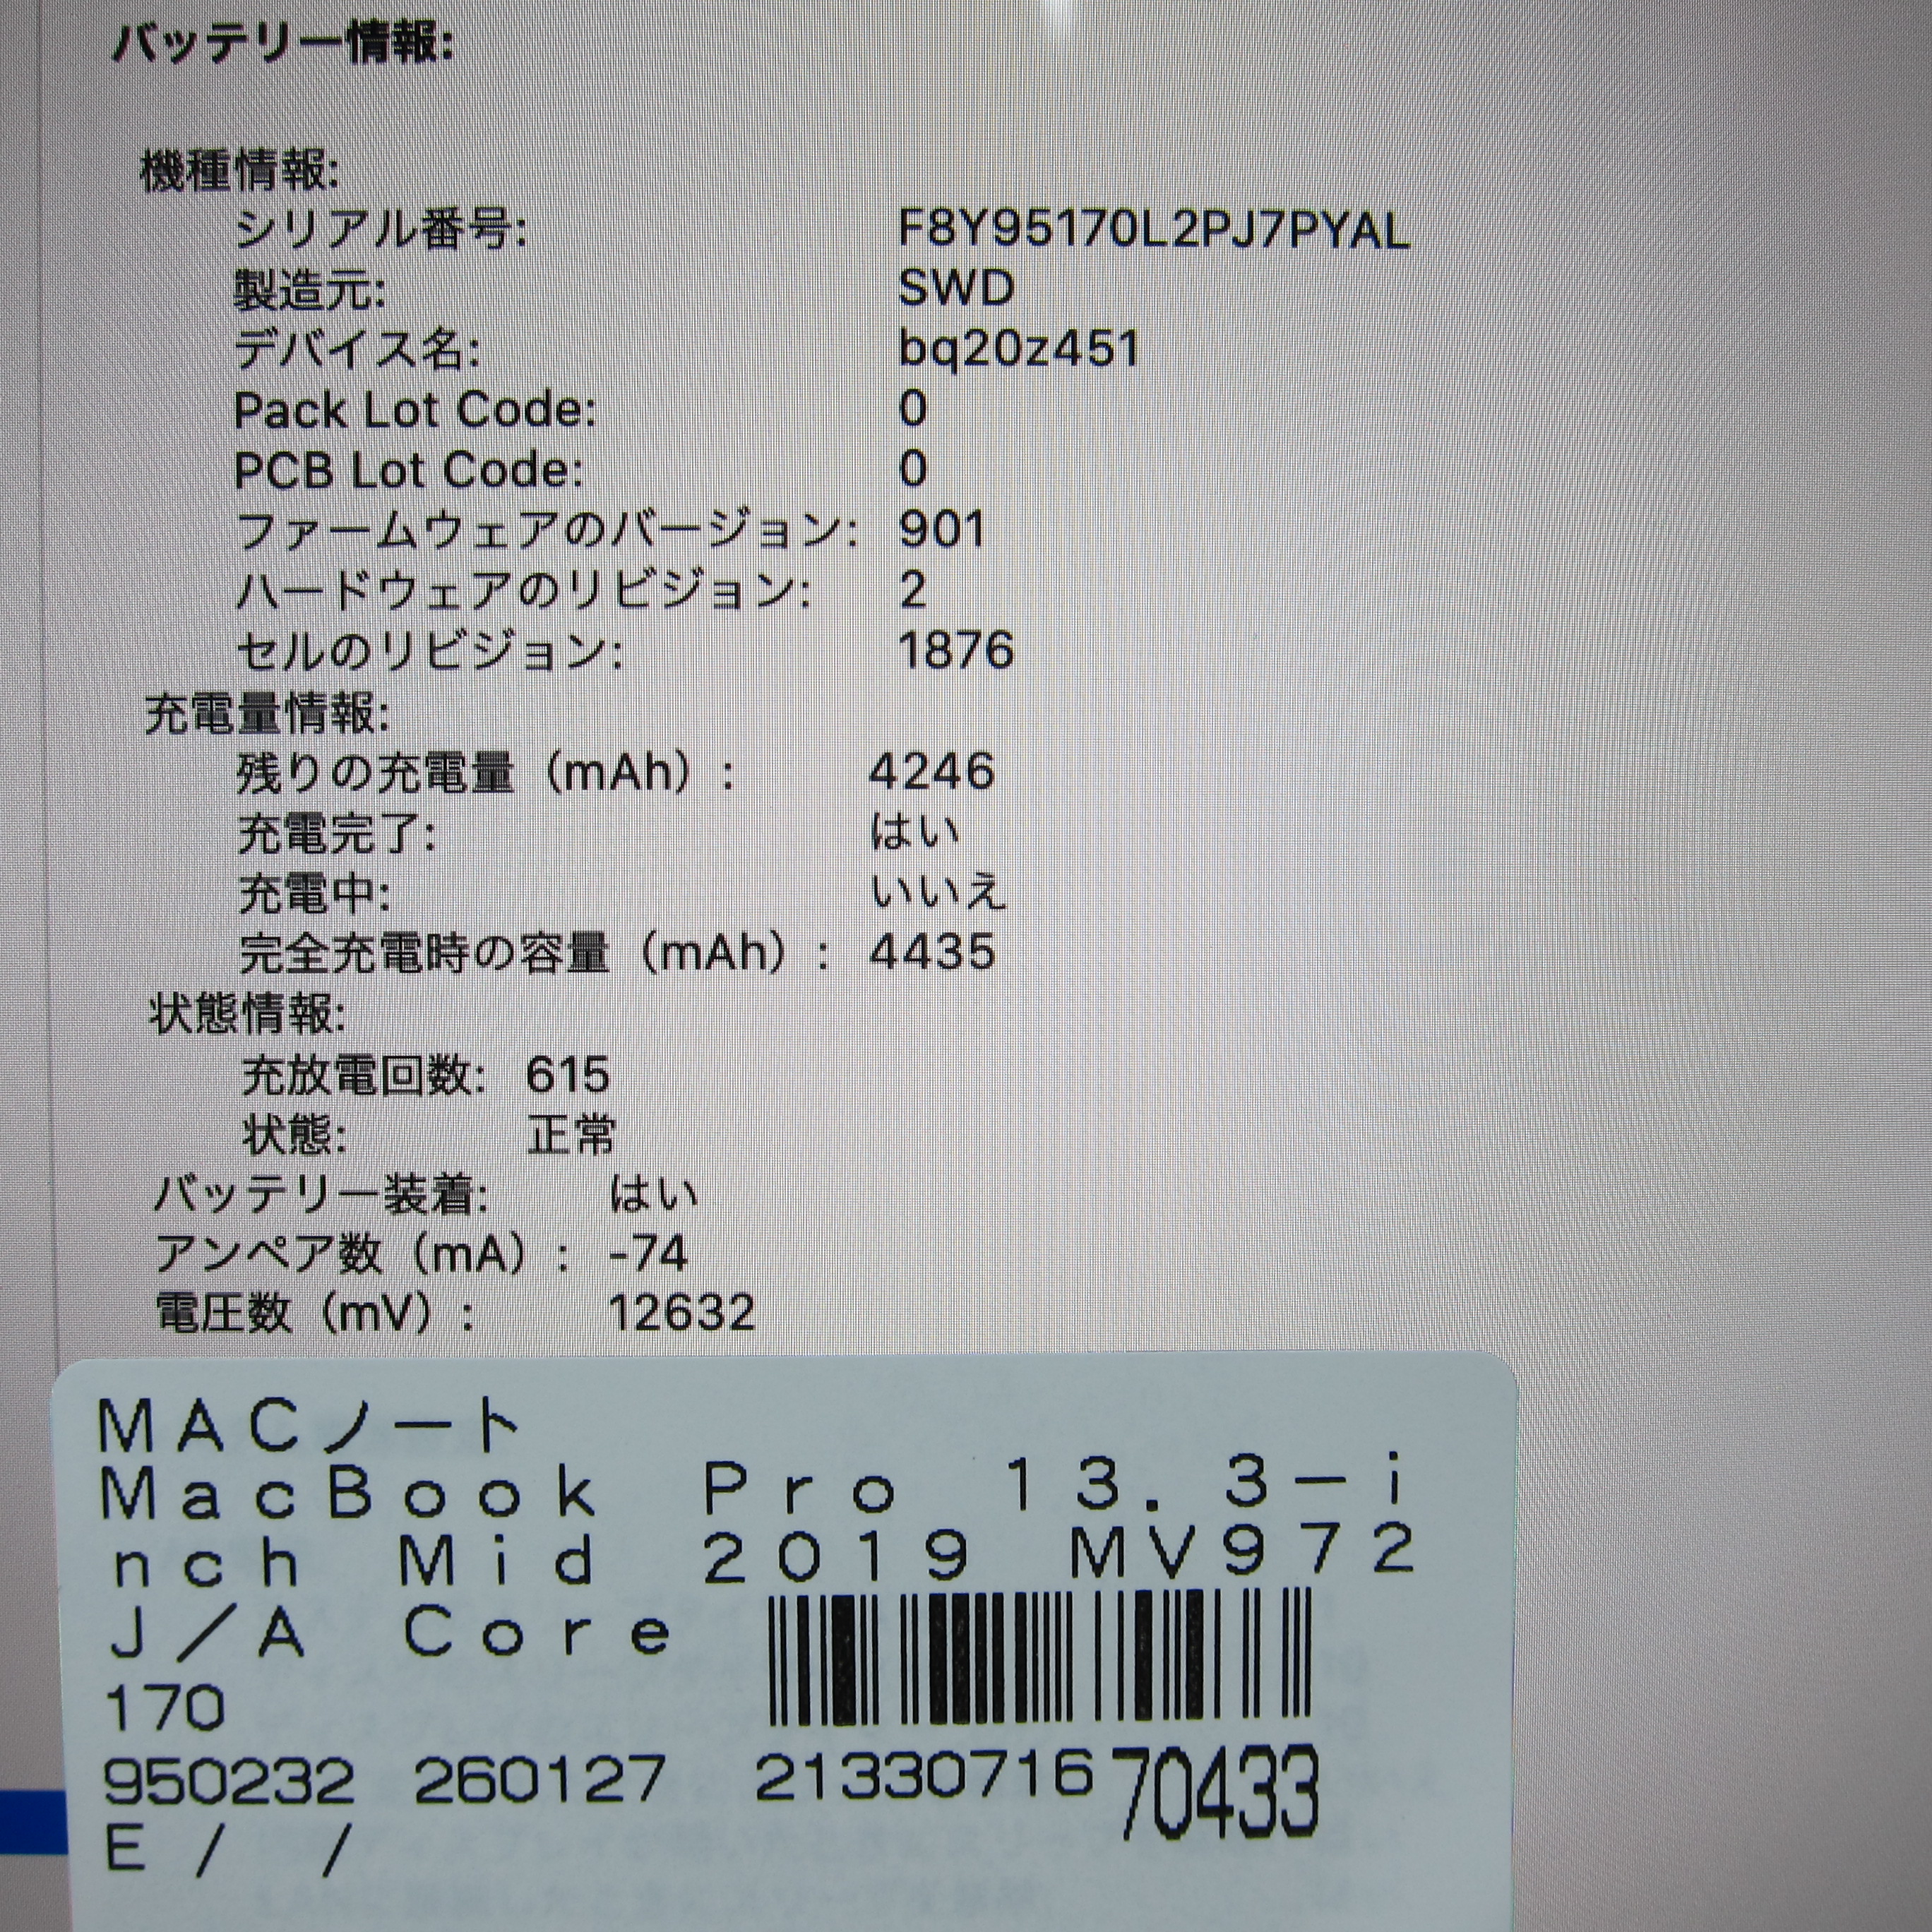 バッテリー情報:
機種情報:
シリアル番号: F8Y95170L2PJ7PYAL
製造元: SWD
デバイス名: bq20z451
Pack Lot Code: 0
PCB Lot Code: 0
ファームウェアのバージョン: 901
ハードウェアのリビジョン: 2
セルのリビジョン: 1876
充電量情報:
残りの充電量（mAh）: 4246
充電完了: はい
充電中: いいえ
完全充電時の容量（mAh）: 4435
状態情報:
充放電回数: 615
状態: 正常
バッテリー装着: はい
アンペア数（mA）: -74
電圧数（mV）: 12632
MACノート
MacBook Pro 13.3-i
nch Mid 2019 MV972
J/A Core
170
950232 260127 21330716 70433
E / /